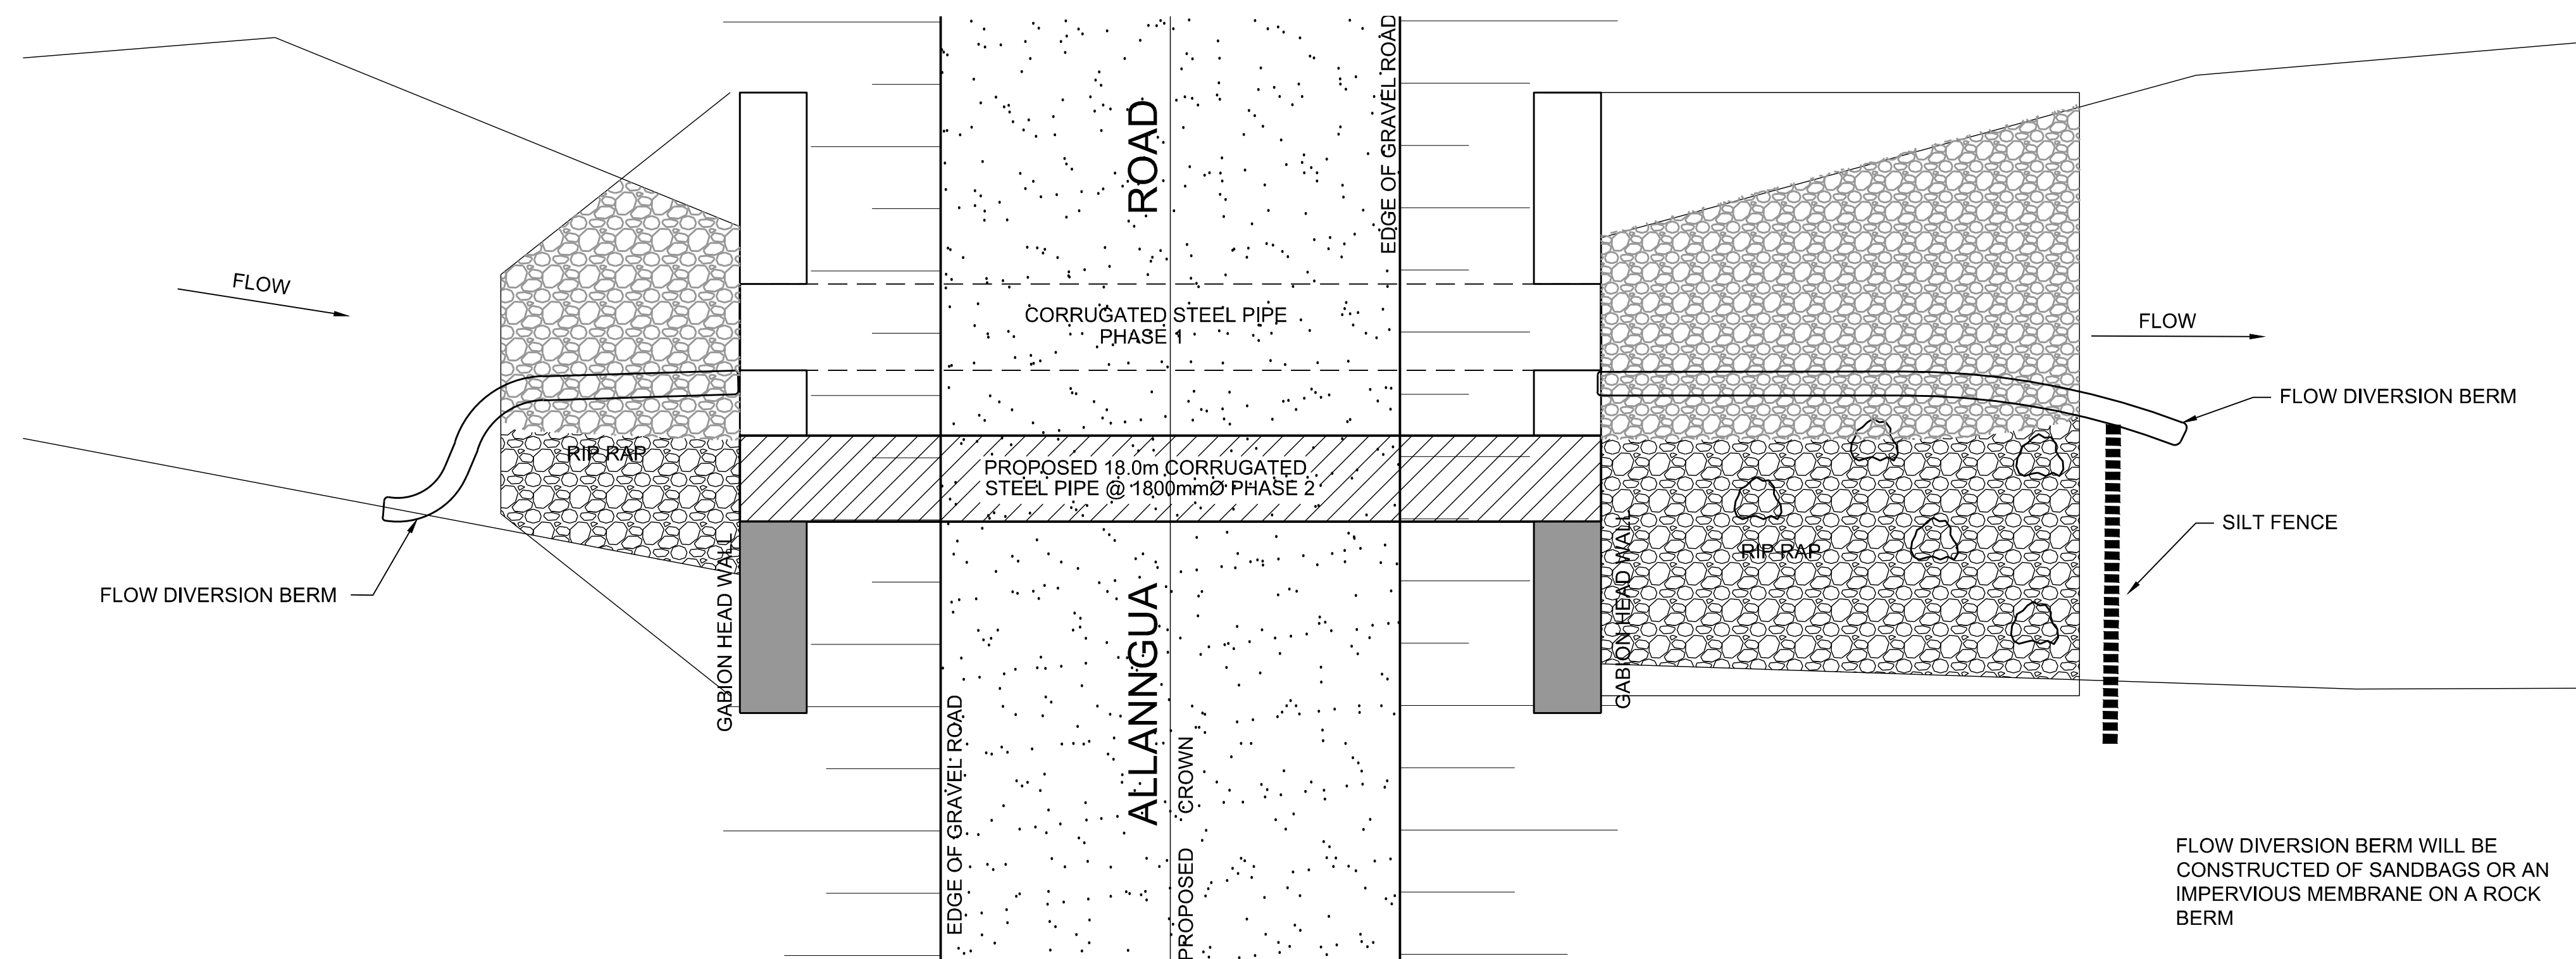 ROAD
EDGE OF GRAVEL ROAD
FLOW
CORRUGATED STEEL PIPE
PHASE 1
FLOW
FLOW DIVERSION BERM
RIP RAP
PROPOSED 18.0m CORRUGATED
STEEL PIPE @ 1800mmØ PHASE 2
SILT FENCE
RIP RAP
FLOW DIVERSION BERM
GABION HEAD WALL
GABION HEAD WALL
ALLANNGUA
EDGE OF GRAVEL ROAD
PROPOSED CROWN
FLOW DIVERSION BERM WILL BE
CONSTRUCTED OF SANDBAGS OR AN
IMPERVIOUS MEMBRANE ON A ROCK
BERM